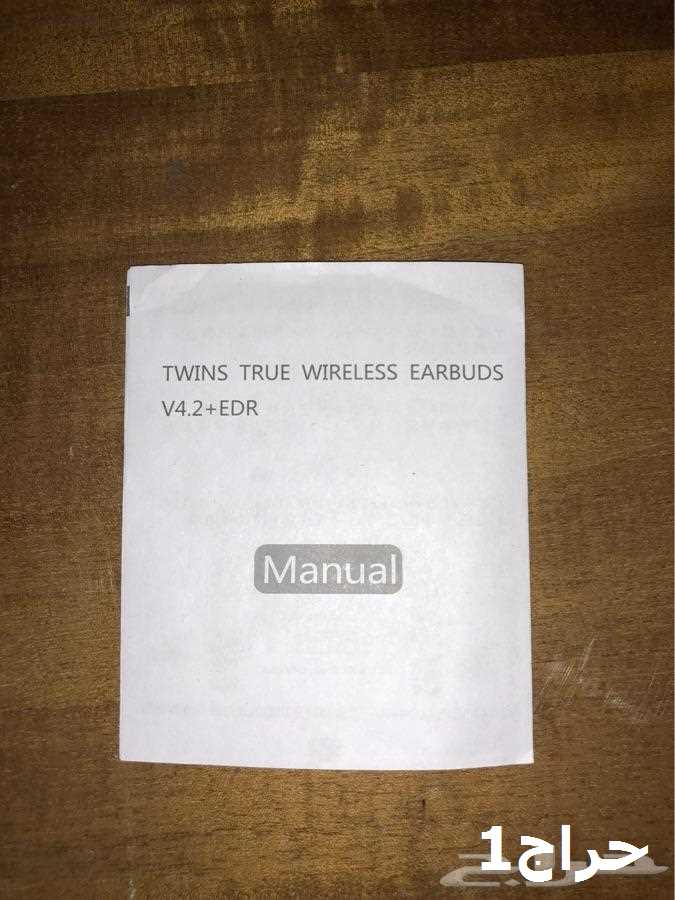 TWINS TRUE WIRELESS EARBUDS
V4.2+EDR
Manual
حراج1